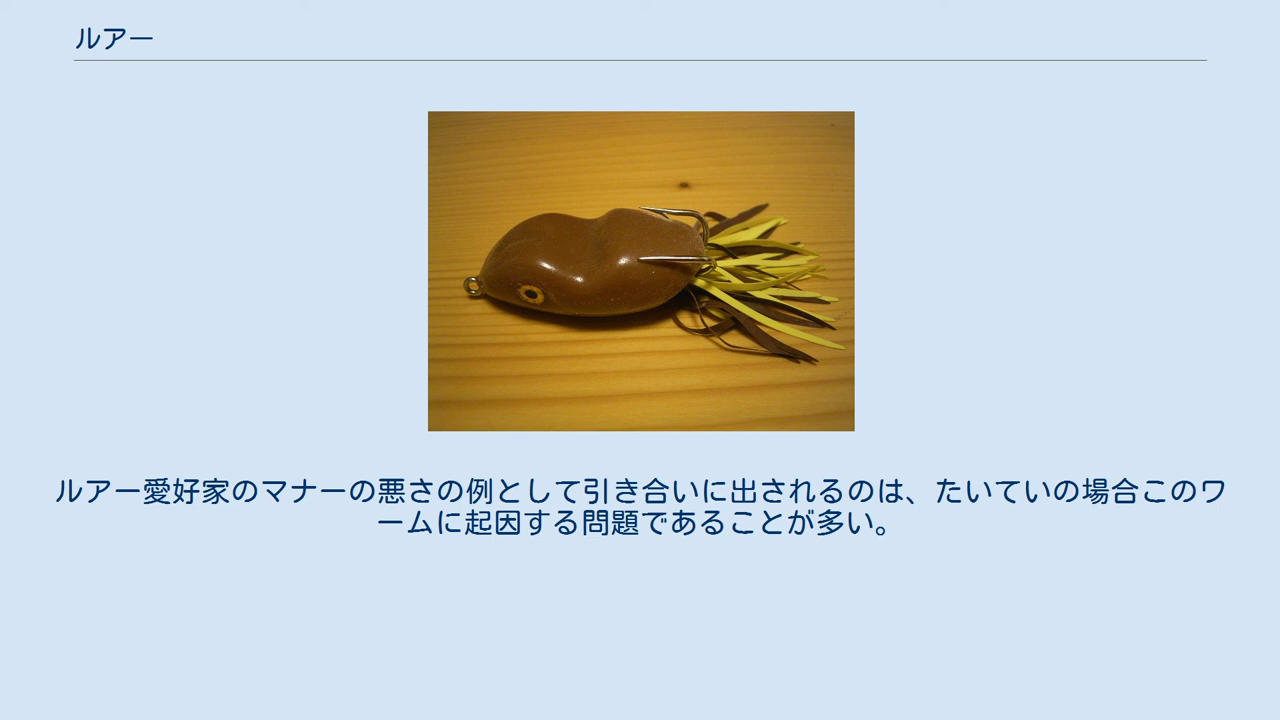 ルアー
ルアー愛好家のマナーの悪さの例として引き合いに出されるのは、たいていの場合このワ
ームに起因する問題であることが多い。